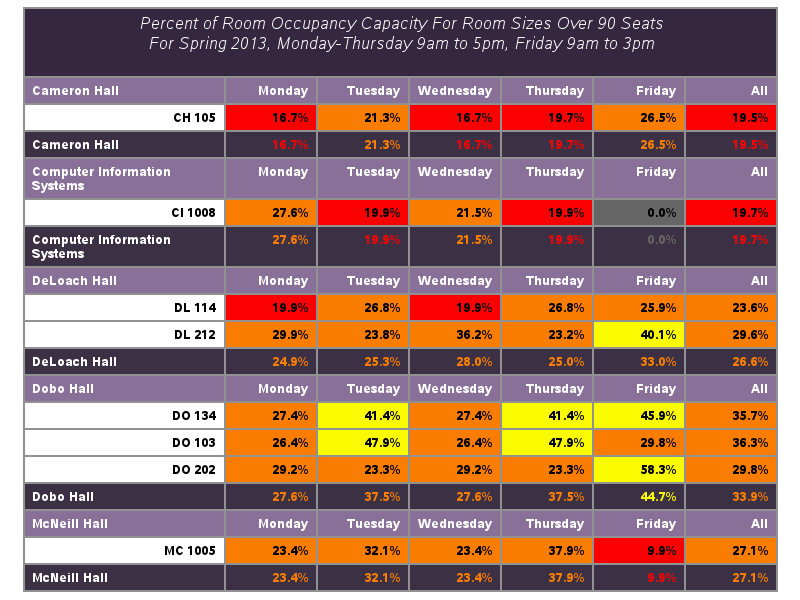 Percent of Room Occupancy Capacity For Room Sizes Over 90 Seats
For Spring 2013, Monday-Thursday 9am to 5pm, Friday 9am to 3pm
Cameron Hall Monday Tuesday Wednesday Thursday Friday All
CH 105 16.7% 21.3% 16.7% 19.7% 26.5% 19.5%
Cameron Hall 16.7% 21.3% 16.7% 19.7% 26.5% 19.5%
Computer Information Monday Tuesday Wednesday Thursday Friday All
Systems
CI 1008 27.6% 19.9% 21.5% 19.9% 0.0% 19.7%
Computer Information 27.6% 19.9% 21.5% 19.9% 0.0% 19.7%
Systems
DeLoach Hall Monday Tuesday Wednesday Thursday Friday All
DL 114 19.9% 26.8% 19.9% 26.8% 25.9% 23.6%
DL 212 29.9% 23.8% 36.2% 23.2% 40.1% 29.6%
DeLoach Hall 24.9% 25.3% 28.0% 25.0% 33.0% 26.6%
Dobo Hall Monday Tuesday Wednesday Thursday Friday All
DO 134 27.4% 41.4% 27.4% 41.4% 45.9% 35.7%
DO 103 26.4% 47.9% 26.4% 47.9% 29.8% 36.3%
DO 202 29.2% 23.3% 29.2% 23.3% 58.3% 29.8%
Dobo Hall 27.6% 37.5% 27.6% 37.5% 44.7% 33.9%
McNeill Hall Monday Tuesday Wednesday Thursday Friday All
MC 1005 23.4% 32.1% 23.4% 37.9% 9.9% 27.1%
McNeill Hall 23.4% 32.1% 23.4% 37.9% 9.9% 27.1%